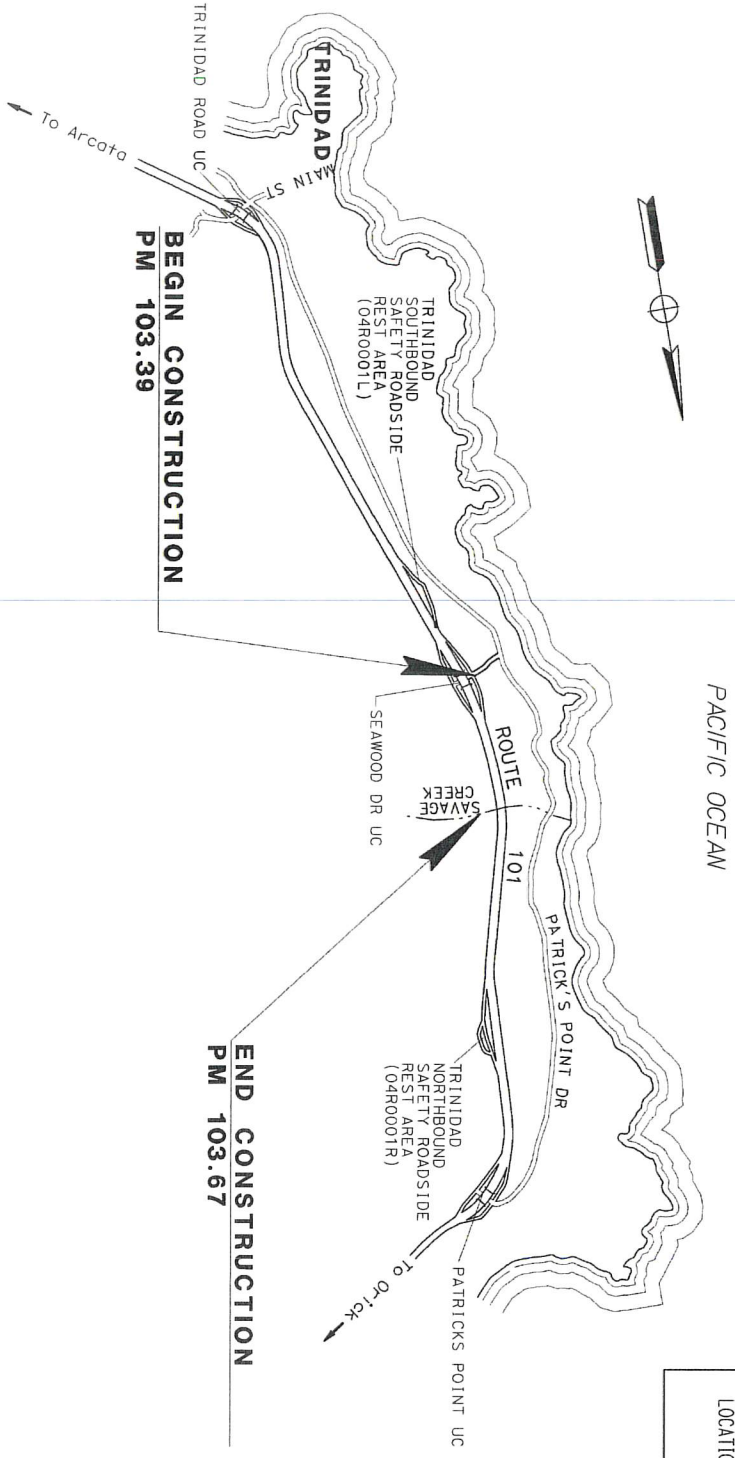 PACIFIC OCEAN
LOCATIO
TRINIDAD
MAIN ST
TRINIDAD ROAD UC
To Arcata
BEGIN CONSTRUCTION
PM 103.39
TRINIDAD
SOUTHBOUND
SAFETY ROADSIDE
REST AREA
(04R0001L)
SEAWOOD DR UC
ROUTE 101
SAVAGE
CREEK
PATRICK'S POINT DR
TRINIDAD
NORTHBOUND
SAFETY ROADSIDE
REST AREA
(04R0001R)
END CONSTRUCTION
PM 103.67
PATRICKS POINT UC
To Orick